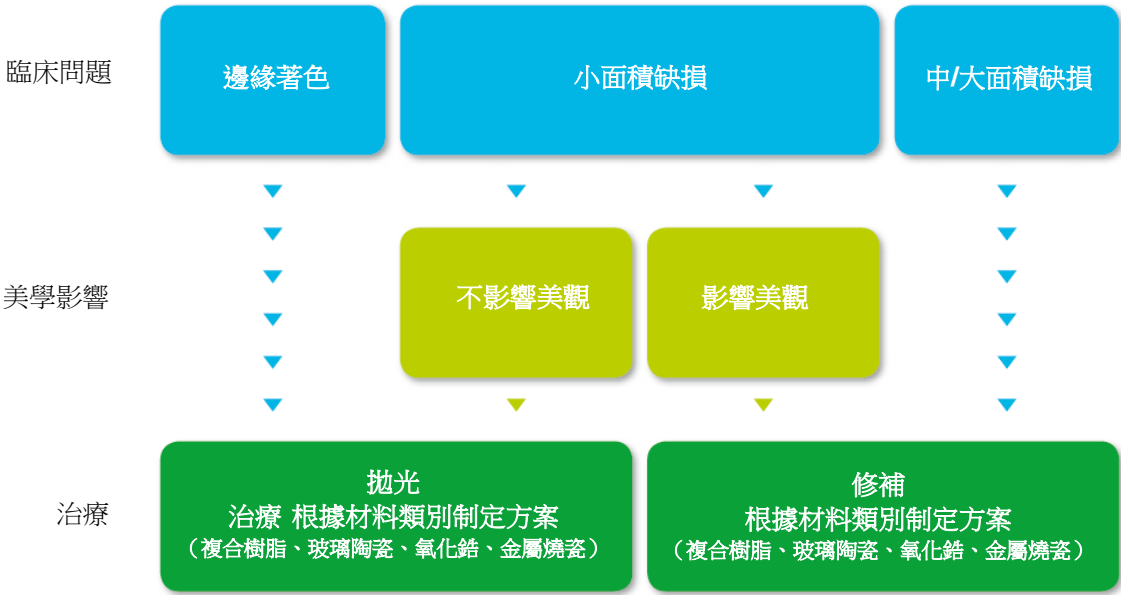 臨床問題
邊緣著色
小面積缺損
中/大面積缺損
美學影響
不影響美觀
影響美觀
治療
拋光
治療 根據材料類別制定方案
（複合樹脂、玻璃陶瓷、氧化鋯、金屬燒瓷）
修補
根據材料類別制定方案
（複合樹脂、玻璃陶瓷、氧化鋯、金屬燒瓷）